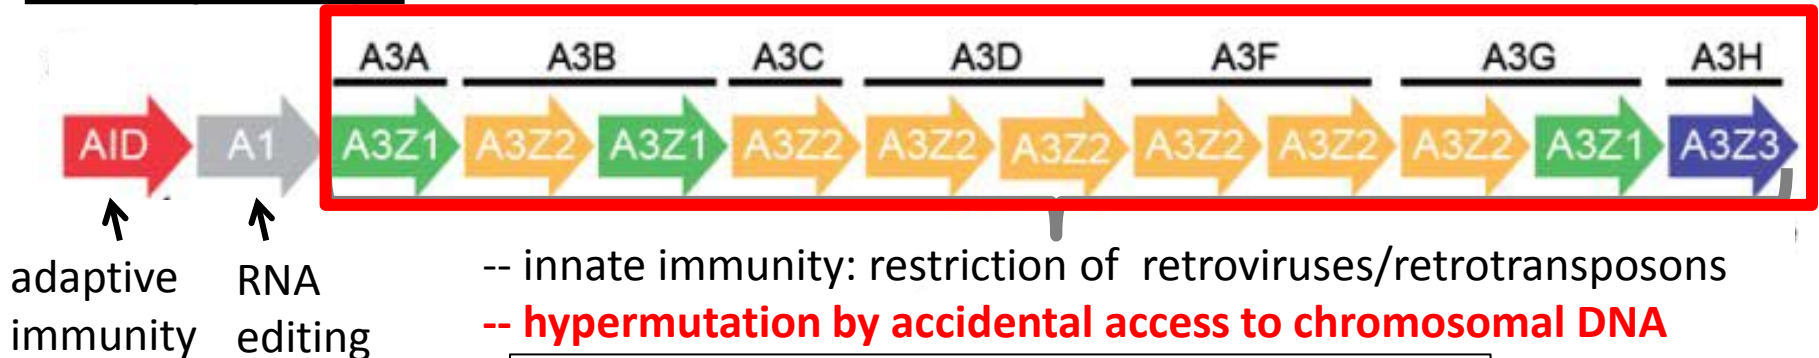 A3A A3B A3C A3D A3F A3G A3H
AID A1 A3Z1 A3Z2 A3Z1 A3Z2 A3Z2 A3Z2 A3Z2 A3Z2 A3Z2 A3Z1 A3Z3
adaptive immunity
RNA editing
-- innate immunity: restriction of retroviruses/retrotransposons
-- hypermutation by accidental access to chromosomal DNA